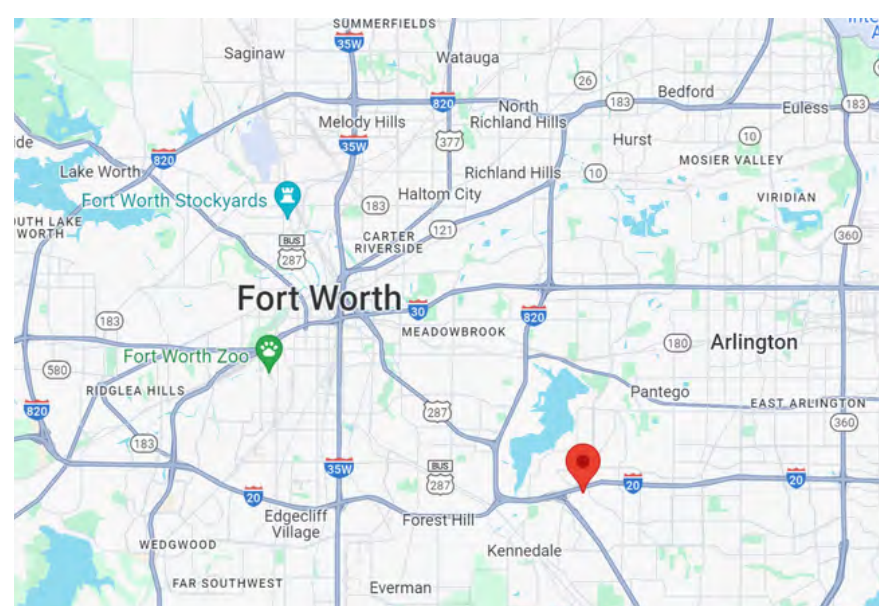 SUMMERFIELDS
Inte
A
35W
Saginaw
Watauga
26
Bedford
820
North
Richland Hills
183
Euless
183
Melody Hills
ide
35W
377
Hurst
10
820
MOSIER VALLEY
Lake Worth
Richland Hills
10
Fort Worth Stockyards
Haltom City
VIRIDIAN
183
OUTH LAKE
WORTH
121
360
BUS
287
CARTER
RIVERSIDE
Fort Worth
30
820
183
MEADOWBROOK
180
Arlington
Fort Worth Zoo
580
RIDGLEA HILLS
Pantego
820
287
EAST ARLINGTON
360
183
BUS
287
35W
20
20
20
Edgecliff
Village
Forest Hill
WEDGWOOD
Kennedale
FAR SOUTHWEST
Everman